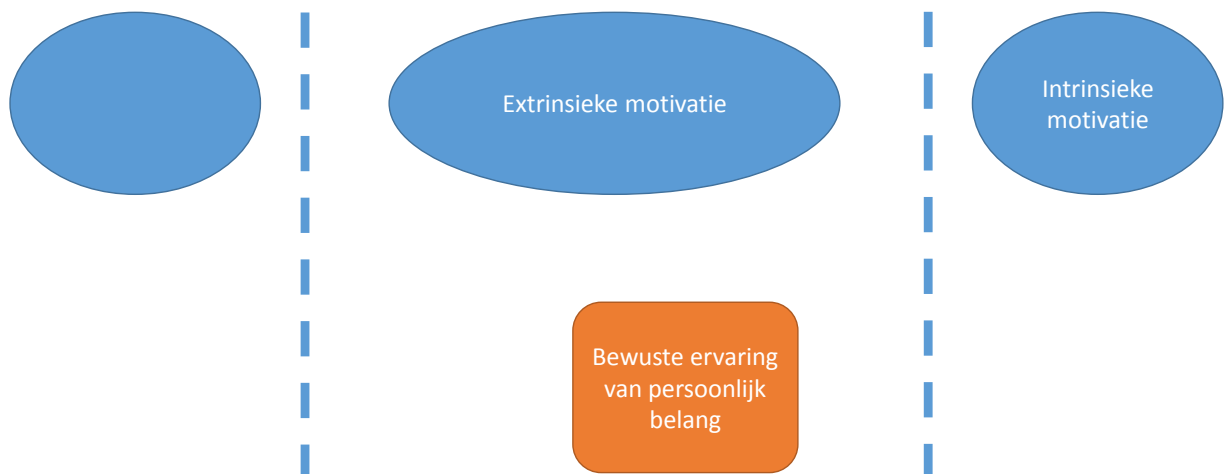 Extrinsieke motivatie
Intrinsieke
motivatie
Bewuste ervaring
van persoonlijk
belang